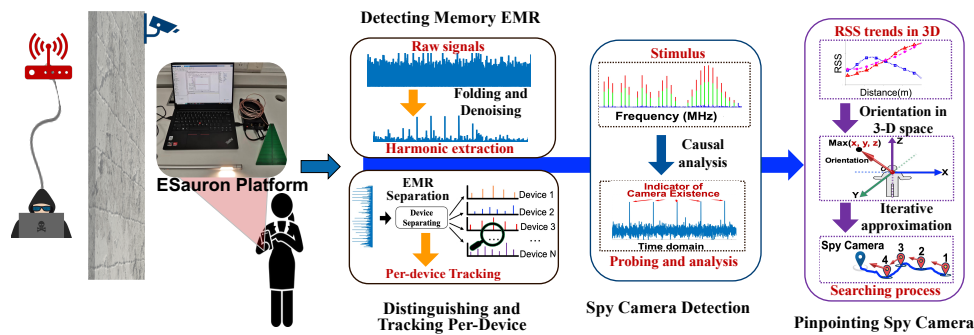 ESauron Platform
Detecting Memory EMR
Raw signals
Folding and
Denoising
Harmonic extraction
EMR
Separation
Device
Separating
Device 1
Device 2
Device 3
...
Device N
Per-device Tracking
Distinguishing and
Tracking Per-Device
Stimulus
Frequency (MHz)
Causal
analysis
Indicator of
Camera Existence
Time domain
Probing and analysis
Spy Camera Detection
RSS trends in 3D
RSS
Distance(m)
Orientation in
3-D space
Max(x, y, z)
Z
Orientation
O
X
Y
Iterative
approximation
Spy Camera
4 3 2 1
Searching process
Pinpointing Spy Camera